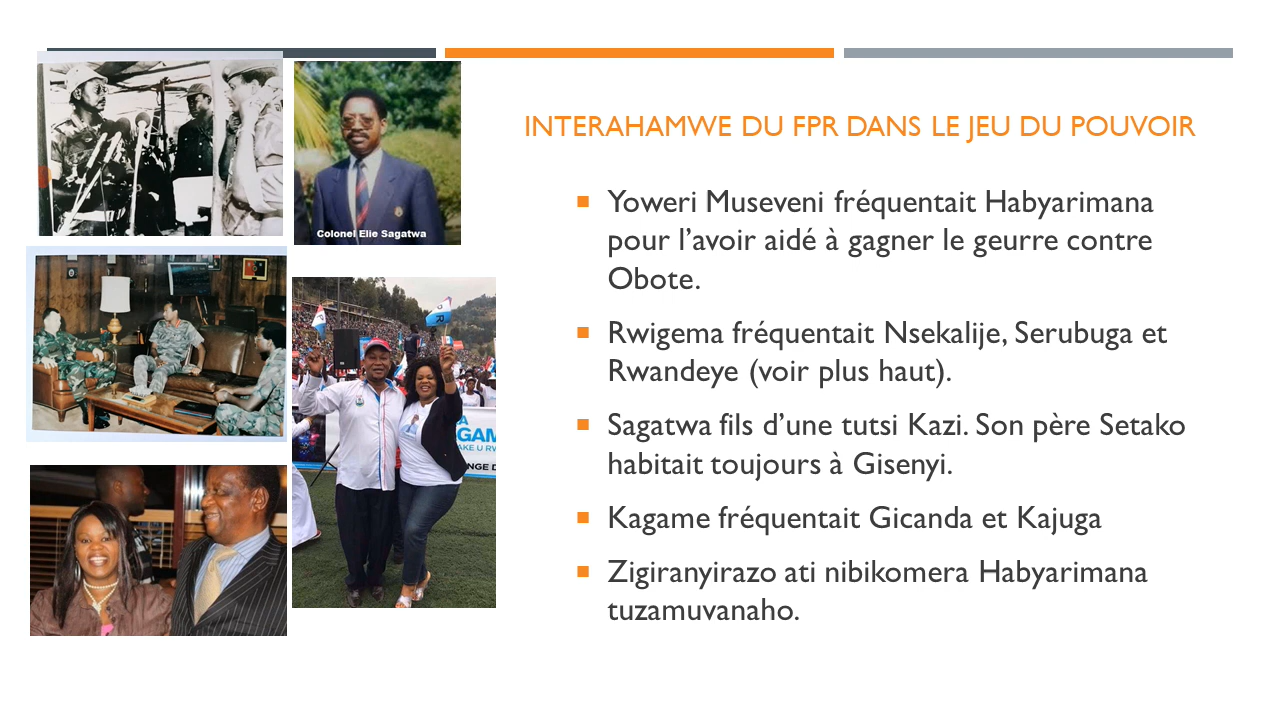 INTERAHAMWE DU FPR DANS LE JEU DU POUVOIR
Colonel Elie Sagatwa
Yoweri Museveni fréquentait Habyarimana
pour l’avoir aidé à gagner le geurre contre
Obote.
Rwigema fréquentait Nsekalije, Serubuga et
Rwandeye (voir plus haut).
Sagatwa fils d’une tutsi Kazi. Son père Setako
habitait toujours à Gisenyi.
Kagame fréquentait Gicanda et Kajuga
Zigiranyirazo ati nibikomera Habyarimana
tuzamuvanaho.